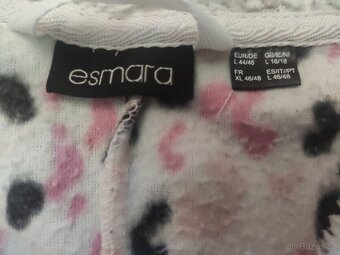 esmara
EUR/DE
L 44/46
GB/IE/NI
L 16/18
FR
XL 46/48
ES/IT/PT
L 46/48